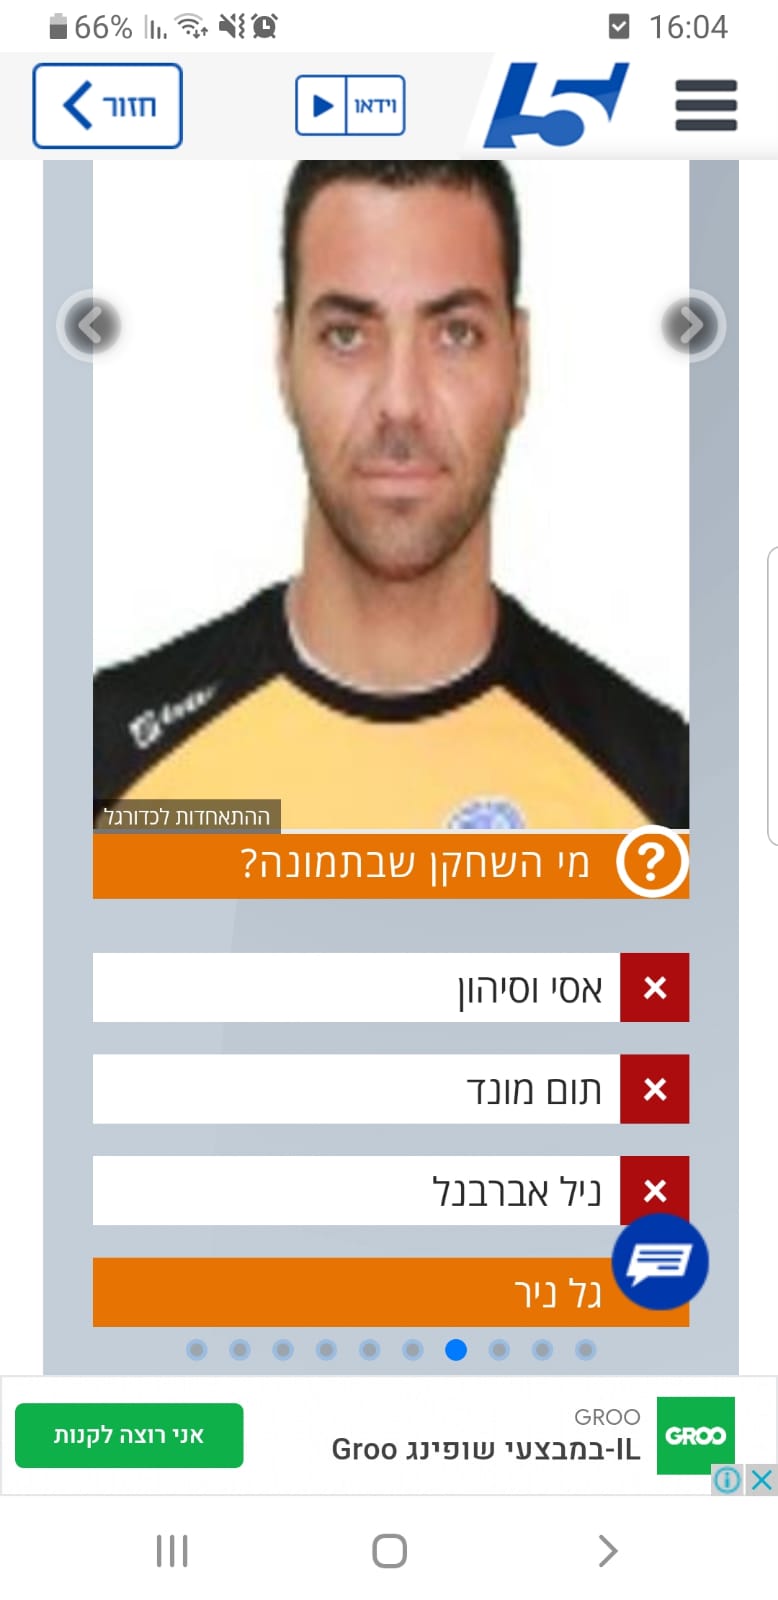 66%
16:04
חזור
וידאו
5
ההתאחדות לכדורגל
מי השחקן שבתמונה?
אסי וסיהון
תום מונד
ניל אברבנל
גל ניר
GROO
Groo במבצעי שופינג-IL
GROO
אני רוצה לקנות